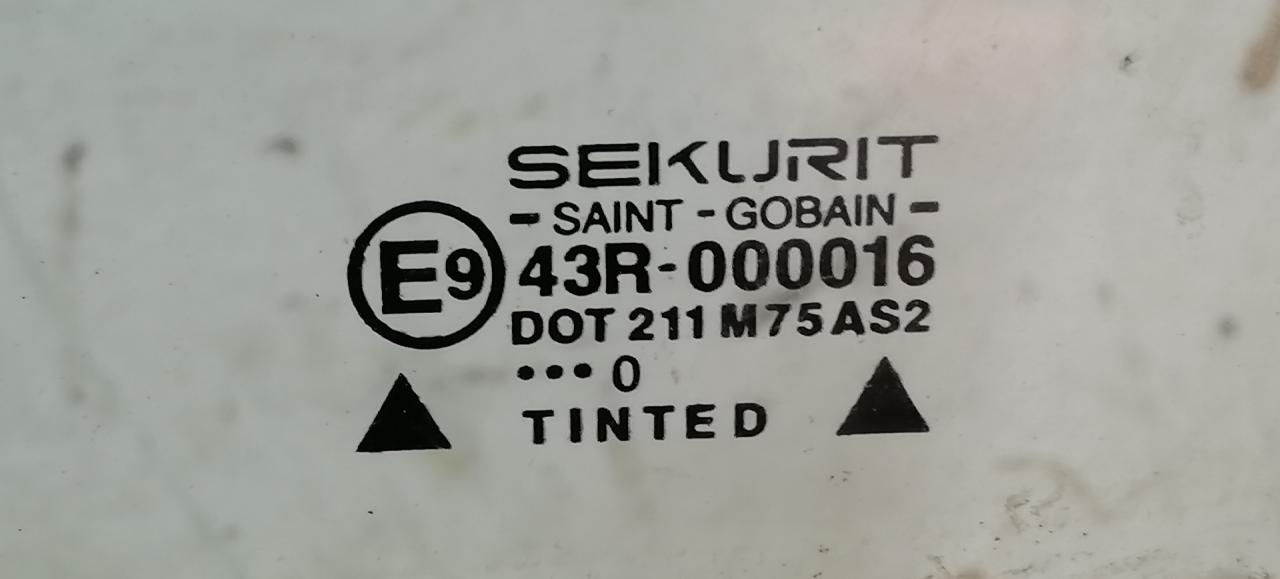 SEKURIT
- SAINT - GOBAIN -
E9 43R-000016
DOT 211 M75 AS2
••• 0
TINTED